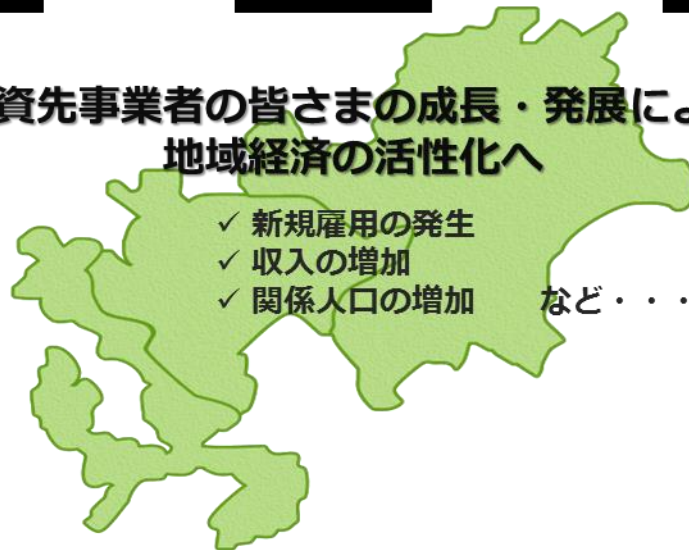 資先事業者の皆さまの成長・発展によ
地域経済の活性化へ
✓ 新規雇用の発生
✓ 収入の増加
✓ 関係人口の増加 など・・・